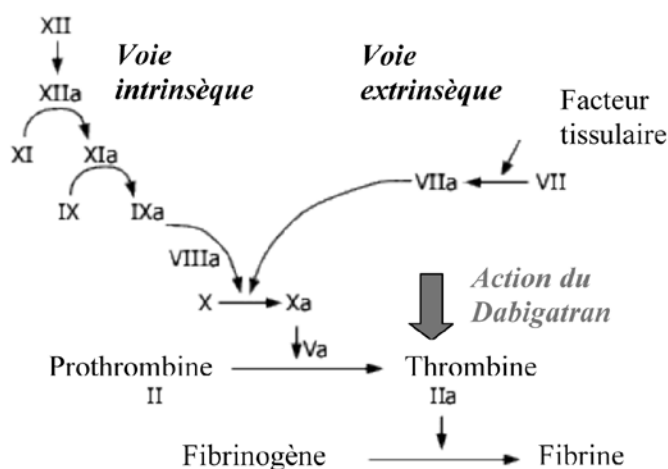 XII
Voie
intrinsèque
Voie
extrinsèque
XIIa
Facteur
tissulaire
XI
XIa
VIIa
VII
IX
IXa
VIIIa
X
Xa
Action du
Dabigatran
Va
Prothrombine
II
Thrombine
IIa
Fibrinogène
Fibrine